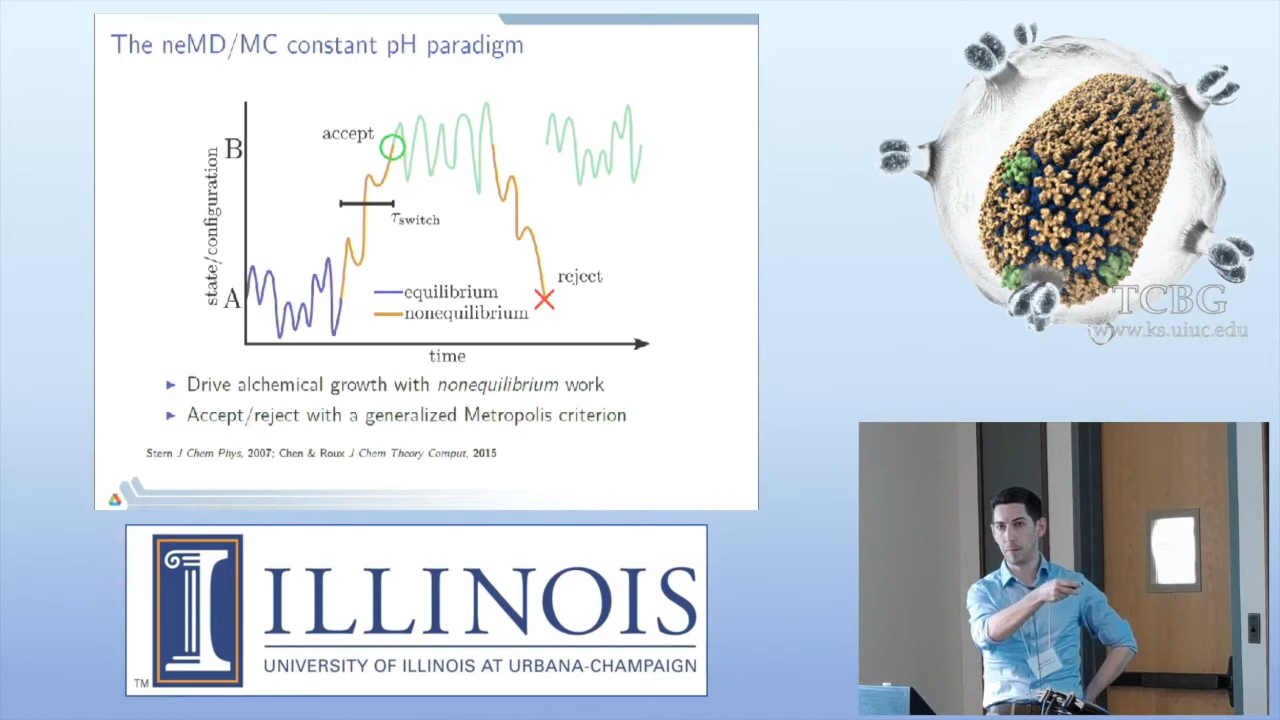 The neMD/MC constant pH paradigm
accept
B
τswitch
state/configuration
reject
A
equilibrium
nonequilibrium
time
► Drive alchemical growth with nonequilibrium work
► Accept/reject with a generalized Metropolis criterion
Stern J Chem Phys, 2007; Chen & Roux J Chem Theory Comput, 2015
TCBG
www.ks.uiuc.edu
I
ILLINOIS
UNIVERSITY OF ILLINOIS AT URBANA-CHAMPAIGN
TM